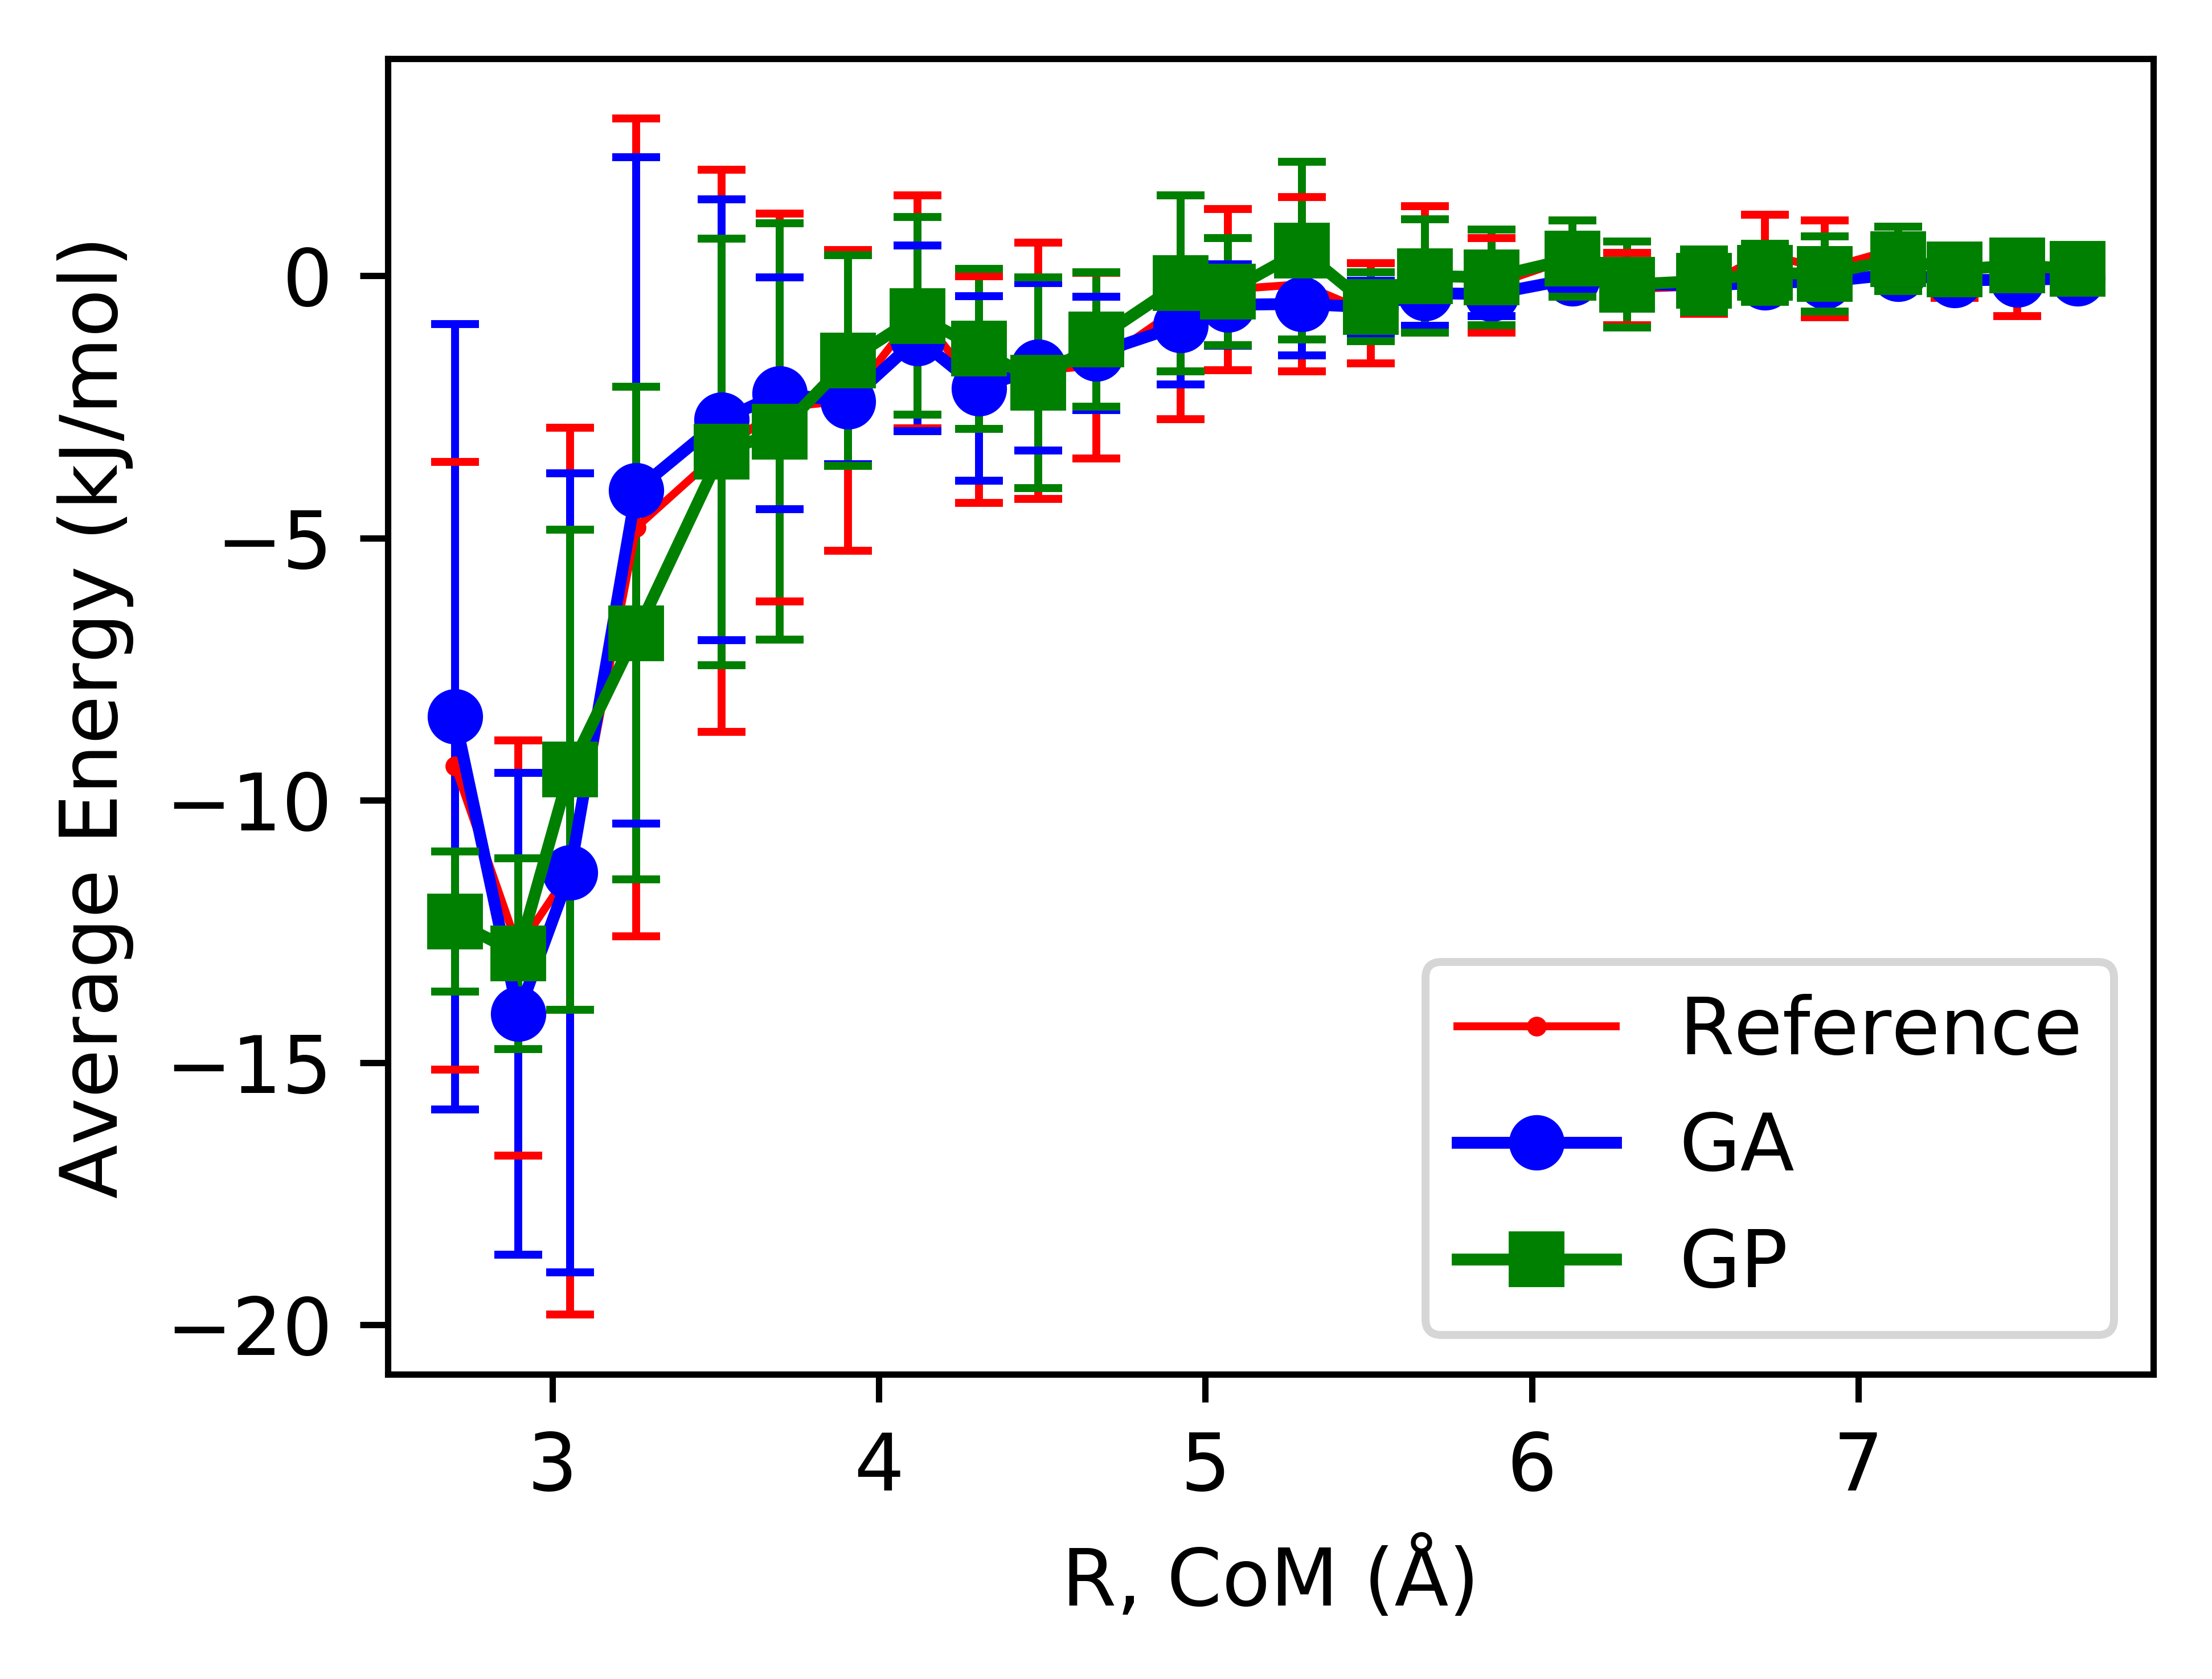 Average Energy (kJ/mol)
0
−5
−10
−15
−20
3 4 5 6 7
R, CoM (Å)
Reference
GA
GP